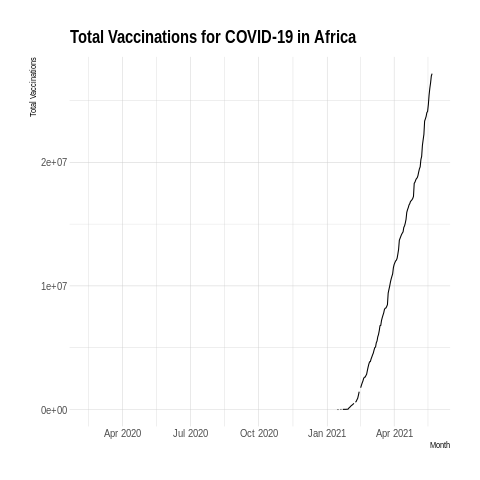 Total Vaccinations for COVID-19 in Africa
Total Vaccinations
2e+07
1e+07
0e+00
Apr 2020
Jul 2020
Oct 2020
Jan 2021
Apr 2021
Month